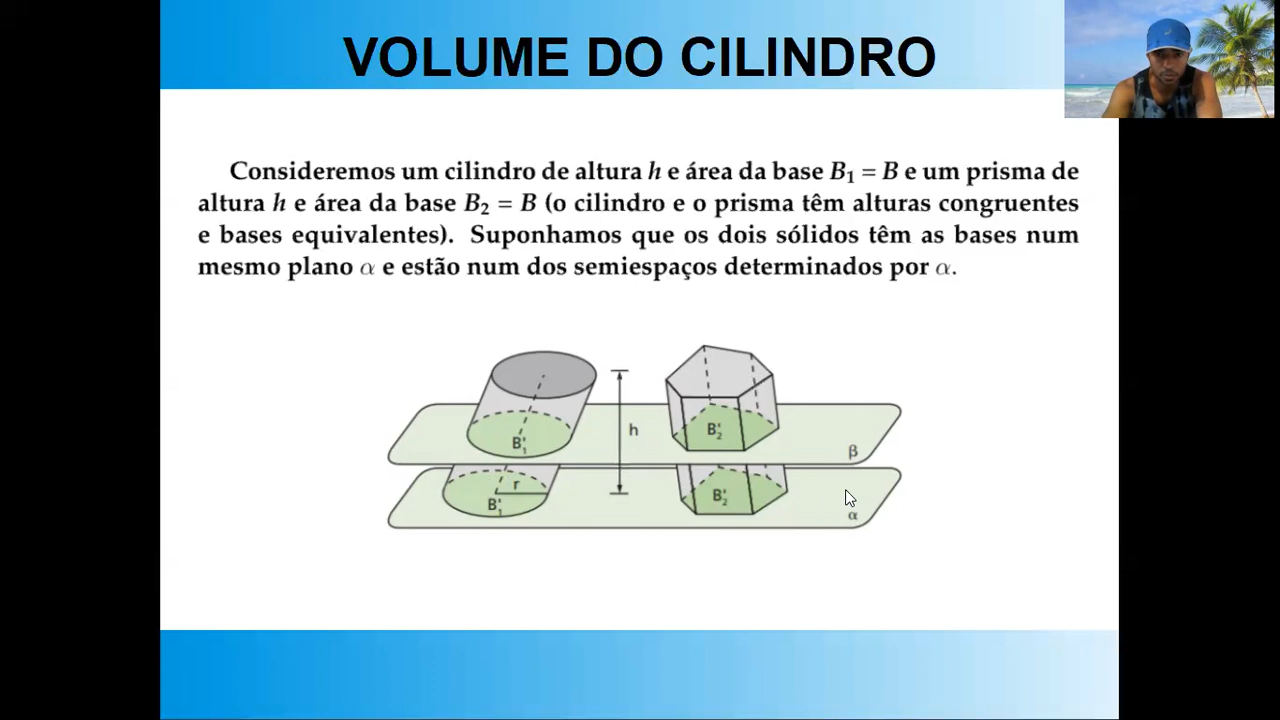 VOLUME DO CILINDRO
Consideremos um cilindro de altura h e área da base B₁ = B e um prisma de
altura h e área da base B₂ = B (o cilindro e o prisma têm alturas congruentes
e bases equivalentes). Suponhamos que os dois sólidos têm as bases num
mesmo plano α e estão num dos semiespaços determinados por α.
h
B'₁
B'₂
β
r
B'₁
B'₂
α